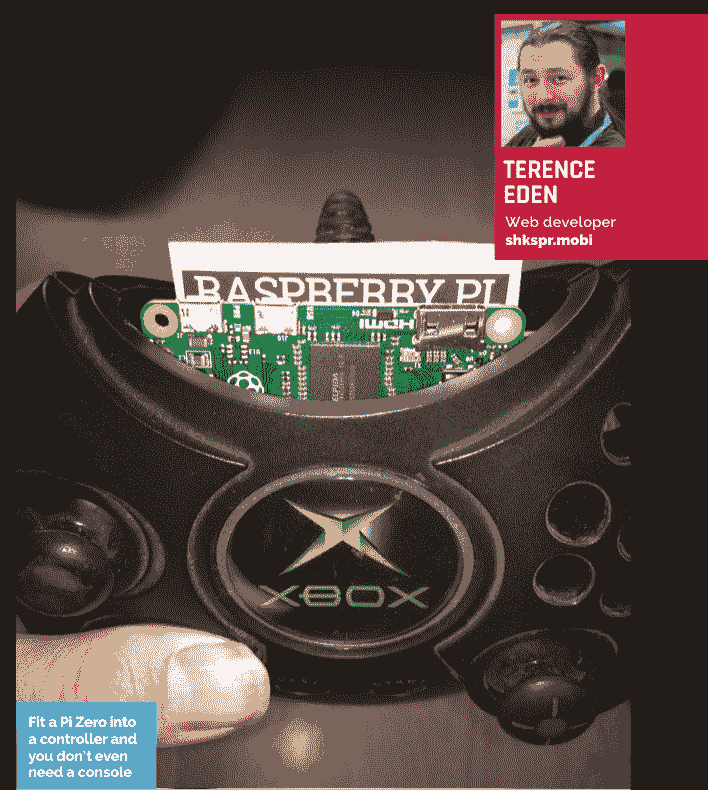 TERENCE
EDEN
Web developer
shkspr.mobi
RASPBERRY PI
HDMI
XBOX
Fit a Pi Zero into
a controller and
you don't even
need a console